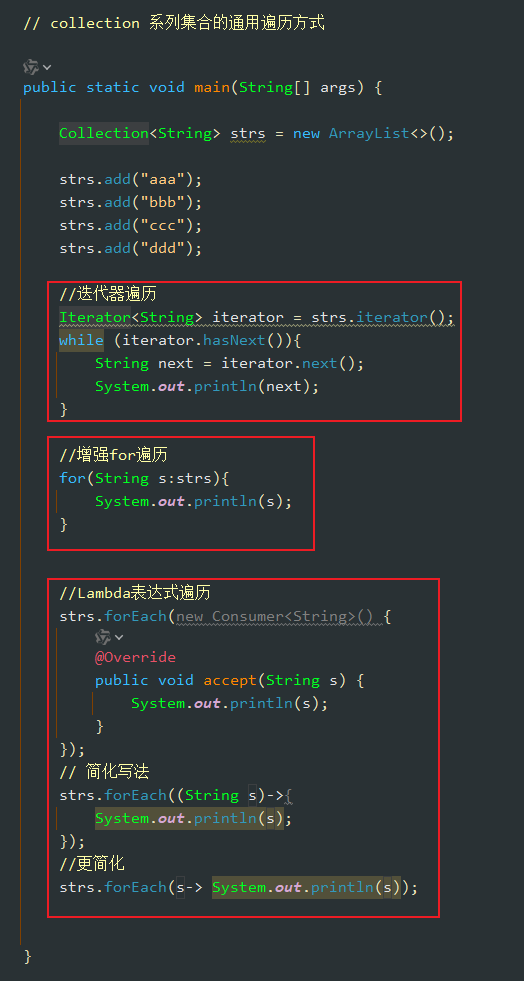 // collection 系列集合的通用遍历方式
public static void main(String[] args) {
Collection<String> strs = new ArrayList<>();
strs.add("aaa");
strs.add("bbb");
strs.add("ccc");
strs.add("ddd");
//迭代器遍历
Iterator<String> iterator = strs.iterator();
while (iterator.hasNext()){
String next = iterator.next();
System.out.println(next);
}
//增强for遍历
for(String s:strs){
System.out.println(s);
}
//Lambda表达式遍历
strs.forEach(new Consumer<String>() {
@Override
public void accept(String s) {
System.out.println(s);
}
});
// 简化写法
strs.forEach((String s)->{
System.out.println(s);
});
//更简化
strs.forEach(s-> System.out.println(s));
}